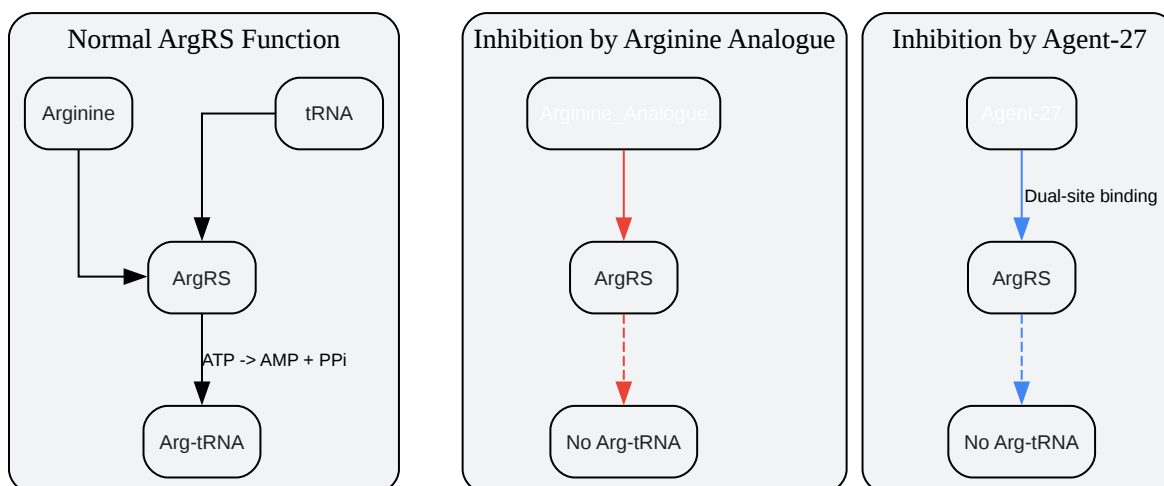 Normal ArgRS Function
Arginine
tRNA
ArgRS
ATP -> AMP + PPi
Arg-tRNA
Inhibition by Arginine Analogue
Arginine_Analogue
ArgRS
No Arg-tRNA
Inhibition by Agent-27
Agent-27
Dual-site binding
ArgRS
No Arg-tRNA